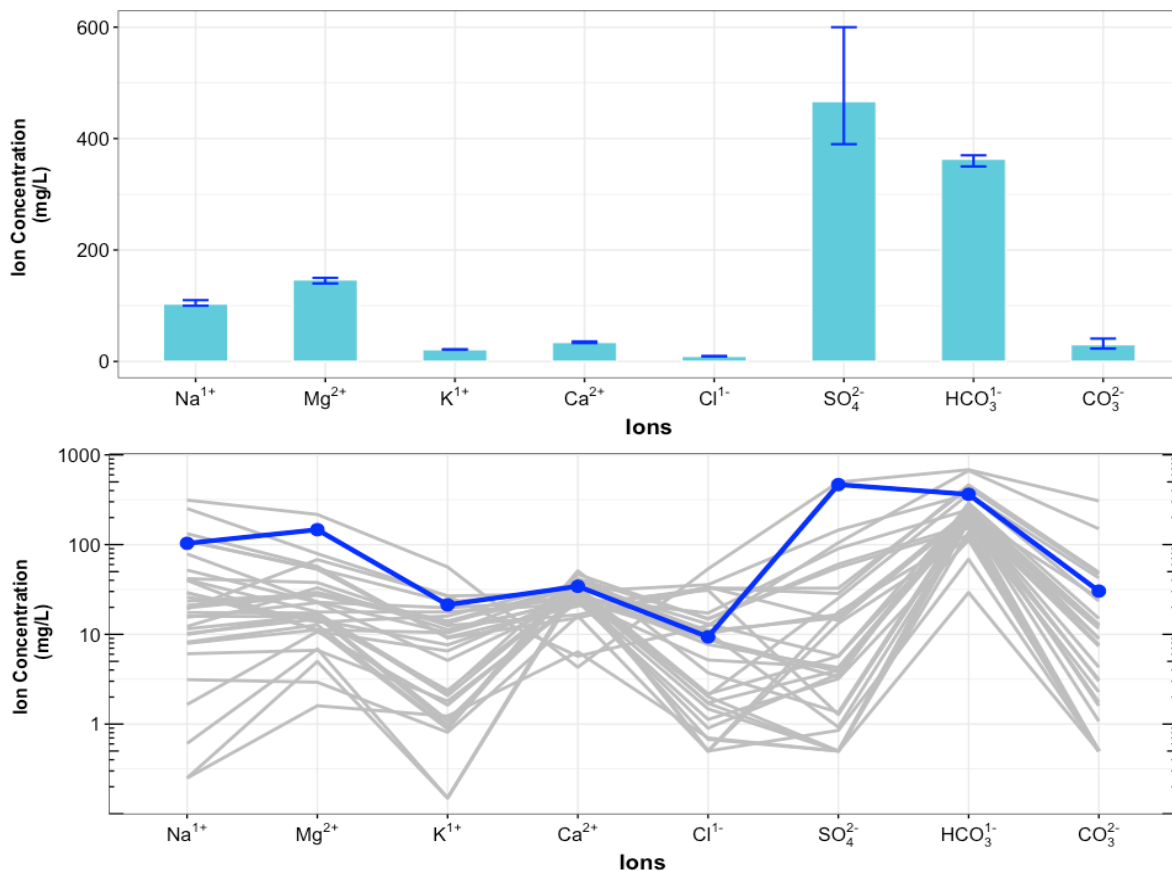 Ion Concentration
(mg/L)
600
400
200
0
Na¹⁺ Mg²⁺ K¹⁺ Ca²⁺ Cl¹⁻ SO₄²⁻ HCO₃¹⁻ CO₃²⁻
Ions
Ion Concentration
(mg/L)
1000
100
10
1
Na¹⁺ Mg²⁺ K¹⁺ Ca²⁺ Cl¹⁻ SO₄²⁻ HCO₃¹⁻ CO₃²⁻
Ions